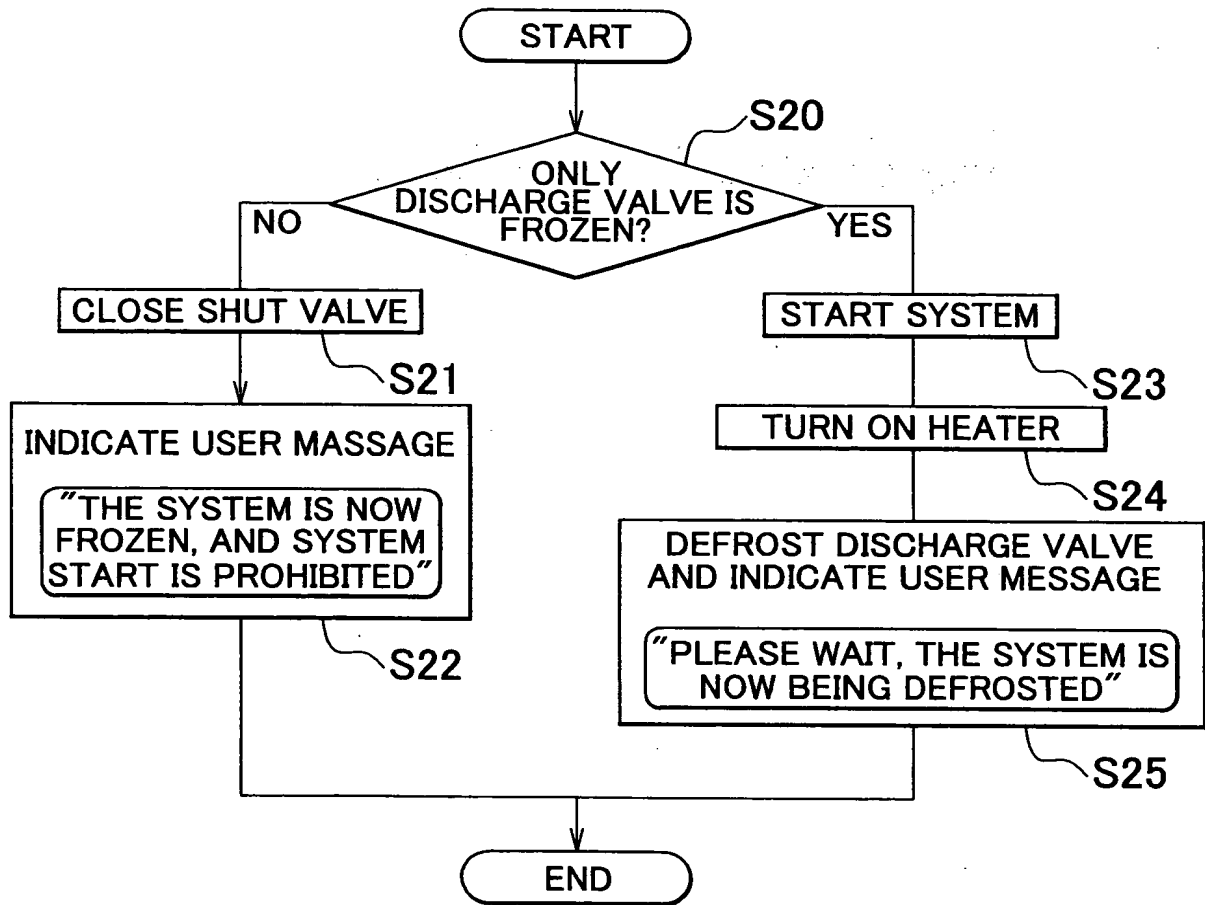 START
S20
ONLY
DISCHARGE VALVE IS
FROZEN?
NO
YES
CLOSE SHUT VALVE
S21
INDICATE USER MASSAGE
"THE SYSTEM IS NOW
FROZEN, AND SYSTEM
START IS PROHIBITED"
S22
START SYSTEM
S23
TURN ON HEATER
S24
DEFROST DISCHARGE VALVE
AND INDICATE USER MESSAGE
"PLEASE WAIT, THE SYSTEM IS
NOW BEING DEFROSTED"
S25
END